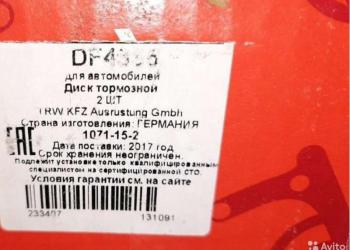 для автомобилей
Диск тормозной
2 ШТ
TRW KFZ Ausrustung Gmbh
Страна изготовления: ГЕРМАНИЯ
EAC
1071-15-2
Дата поставки: 2017 год
Срок хранения неограничен.
Подлежит установке только квалифицированным
специалистом на сертифицированной СТО.
Условия гарантии см. на сайте
233407
131091
Avito